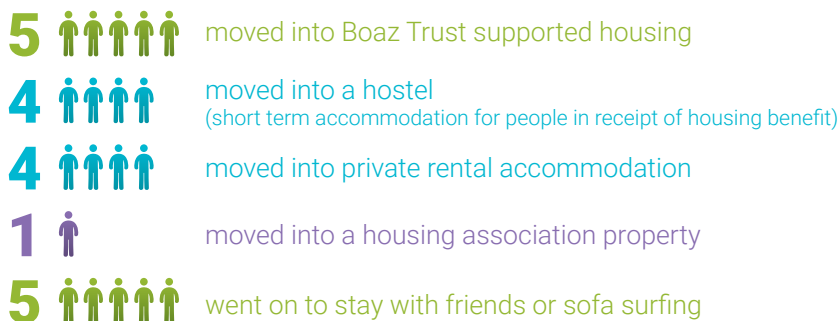 5 moved into Boaz Trust supported housing
4 moved into a hostel
(short term accommodation for people in receipt of housing benefit)
4 moved into private rental accommodation
1 moved into a housing association property
5 went on to stay with friends or sofa surfing